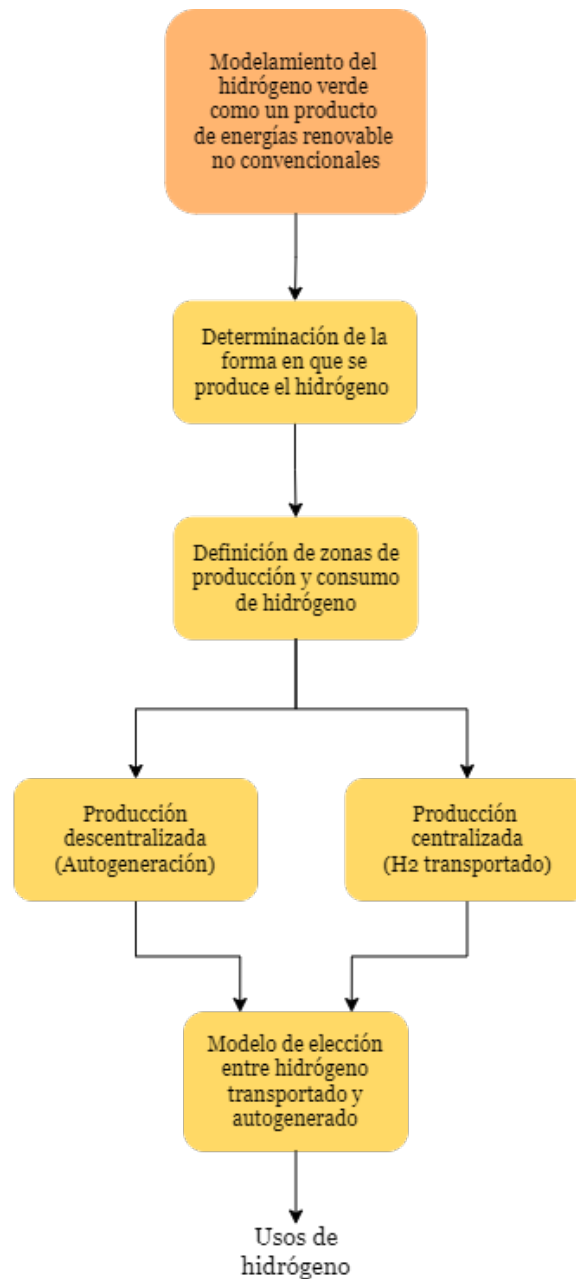 Modelamiento del
hidrógeno verde
como un producto
de energías renovable
no convencionales
Determinación de la
forma en que se
produce el hidrógeno
Definición de zonas de
producción y consumo
de hidrógeno
Producción
descentralizada
(Autogeneración)
Producción
centralizada
(H2 transportado)
Modelo de elección
entre hidrógeno
transportado y
autogenerado
Usos de
hidrógeno